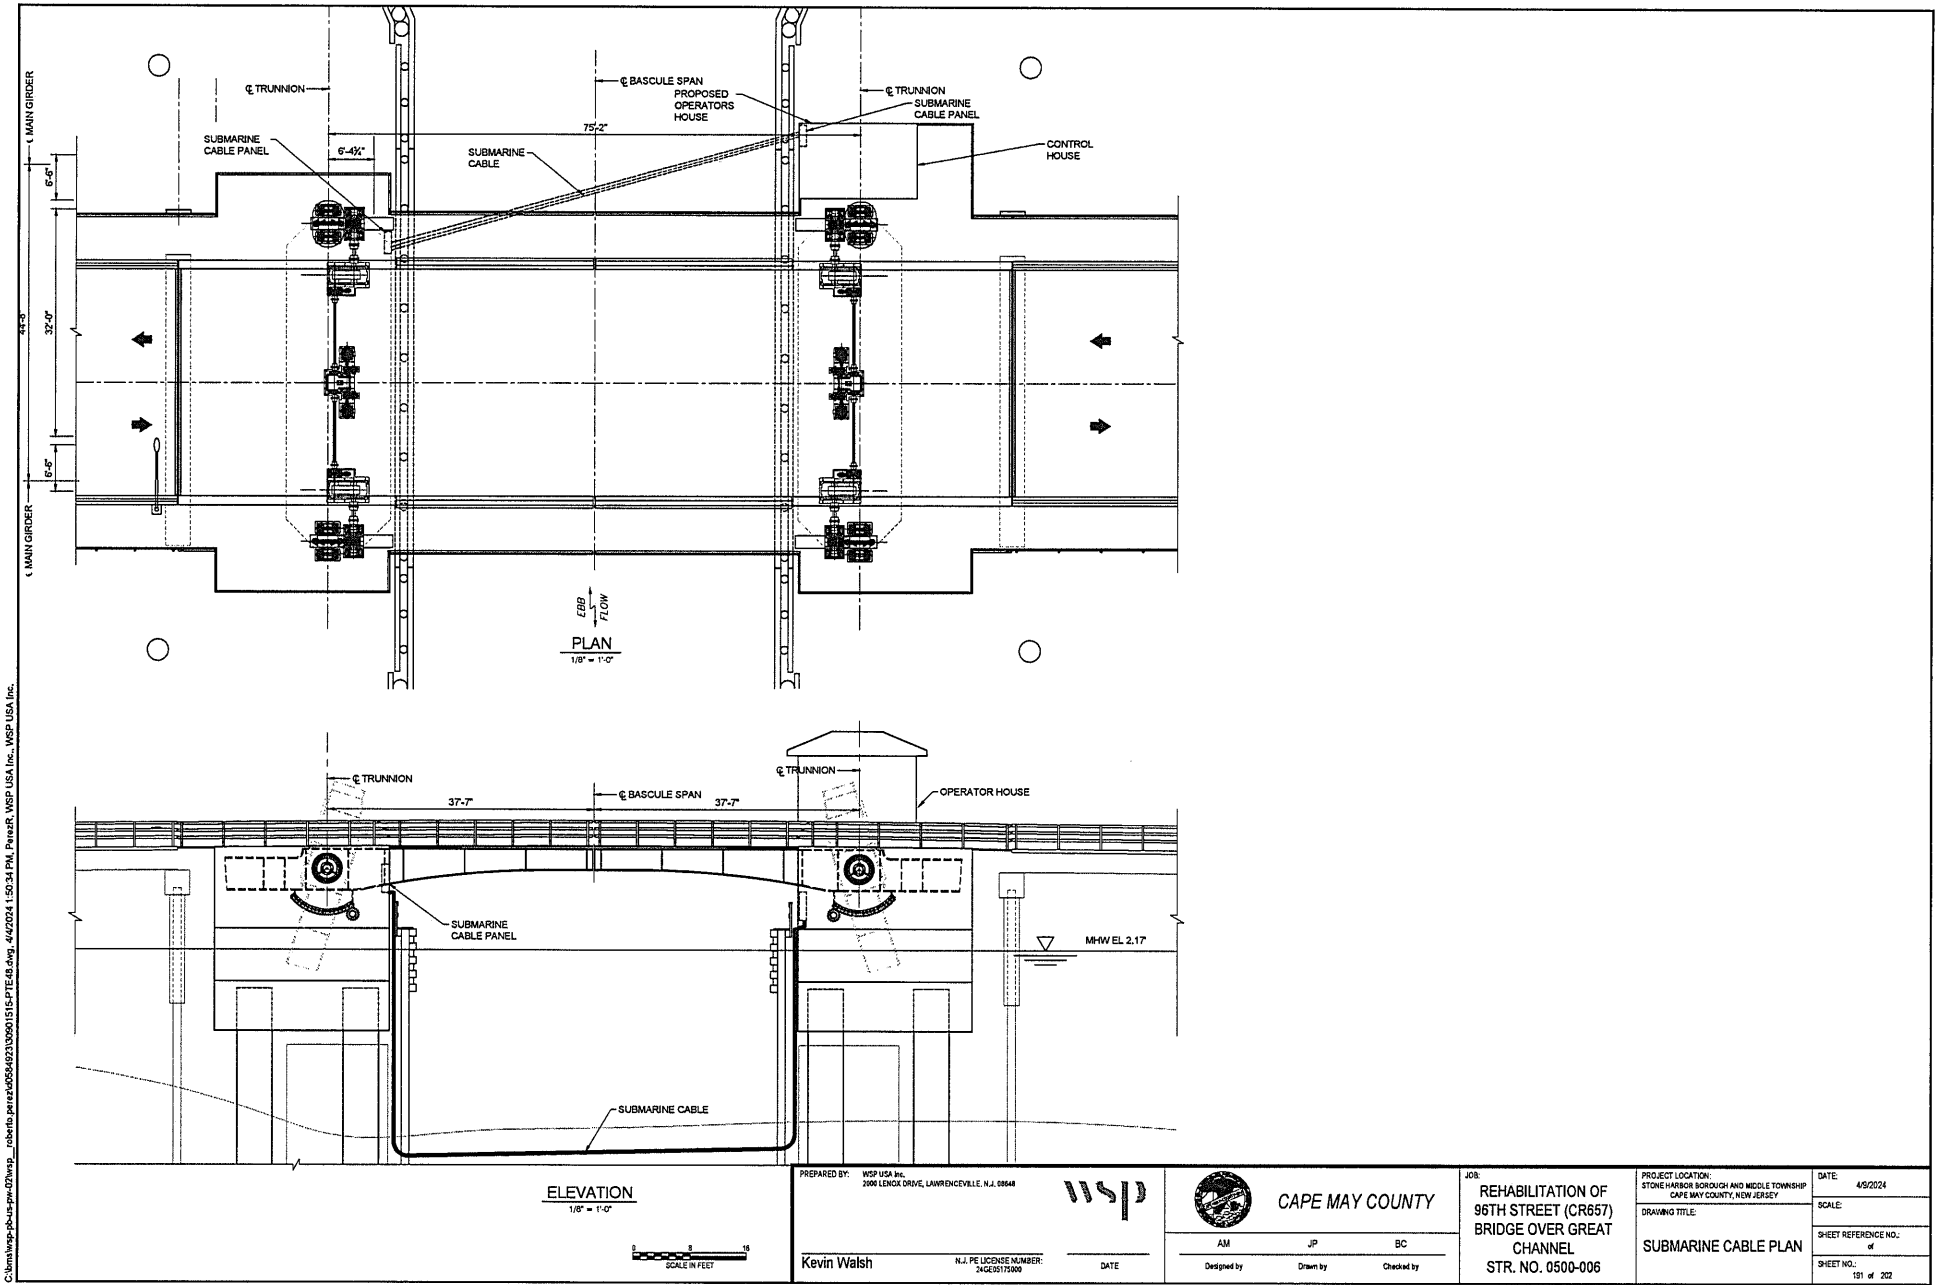 ℄ MAIN GIRDER
℄ TRUNNION
℄ BASCULE SPAN
PROPOSED
OPERATORS
HOUSE
℄ TRUNNION
SUBMARINE
CABLE PANEL
75'-2"
SUBMARINE
CABLE PANEL
6'-4¾"
SUBMARINE
CABLE
CONTROL
HOUSE
6'-6"
44'-8"
32'-0"
6'-6"
℄ MAIN GIRDER
EBB
FLOW
PLAN
1/8" = 1'-0"
℄ TRUNNION
℄ TRUNNION
37'-7"
℄ BASCULE SPAN
37'-7"
OPERATOR HOUSE
SUBMARINE
CABLE PANEL
MHW EL 2.17'
SUBMARINE CABLE
ELEVATION
1/8" = 1'-0"
0 8 16
SCALE IN FEET
PREPARED BY: WSP USA Inc.
2000 LENOX DRIVE, LAWRENCEVILLE, N.J. 08648
Kevin Walsh
N.J. PE LICENSE NUMBER:
24GE05175000
wsp
DATE
CAPE MAY COUNTY
AM JP BC
Designed by Drawn by Checked by
JOB:
REHABILITATION OF
96TH STREET (CR657)
BRIDGE OVER GREAT
CHANNEL
STR. NO. 0500-006
PROJECT LOCATION:
STONE HARBOR BOROUGH AND MIDDLE TOWNSHIP
CAPE MAY COUNTY, NEW JERSEY
DRAWING TITLE:
SUBMARINE CABLE PLAN
DATE:
4/9/2024
SCALE:
SHEET REFERENCE NO.:
of
SHEET NO.:
191 of 202